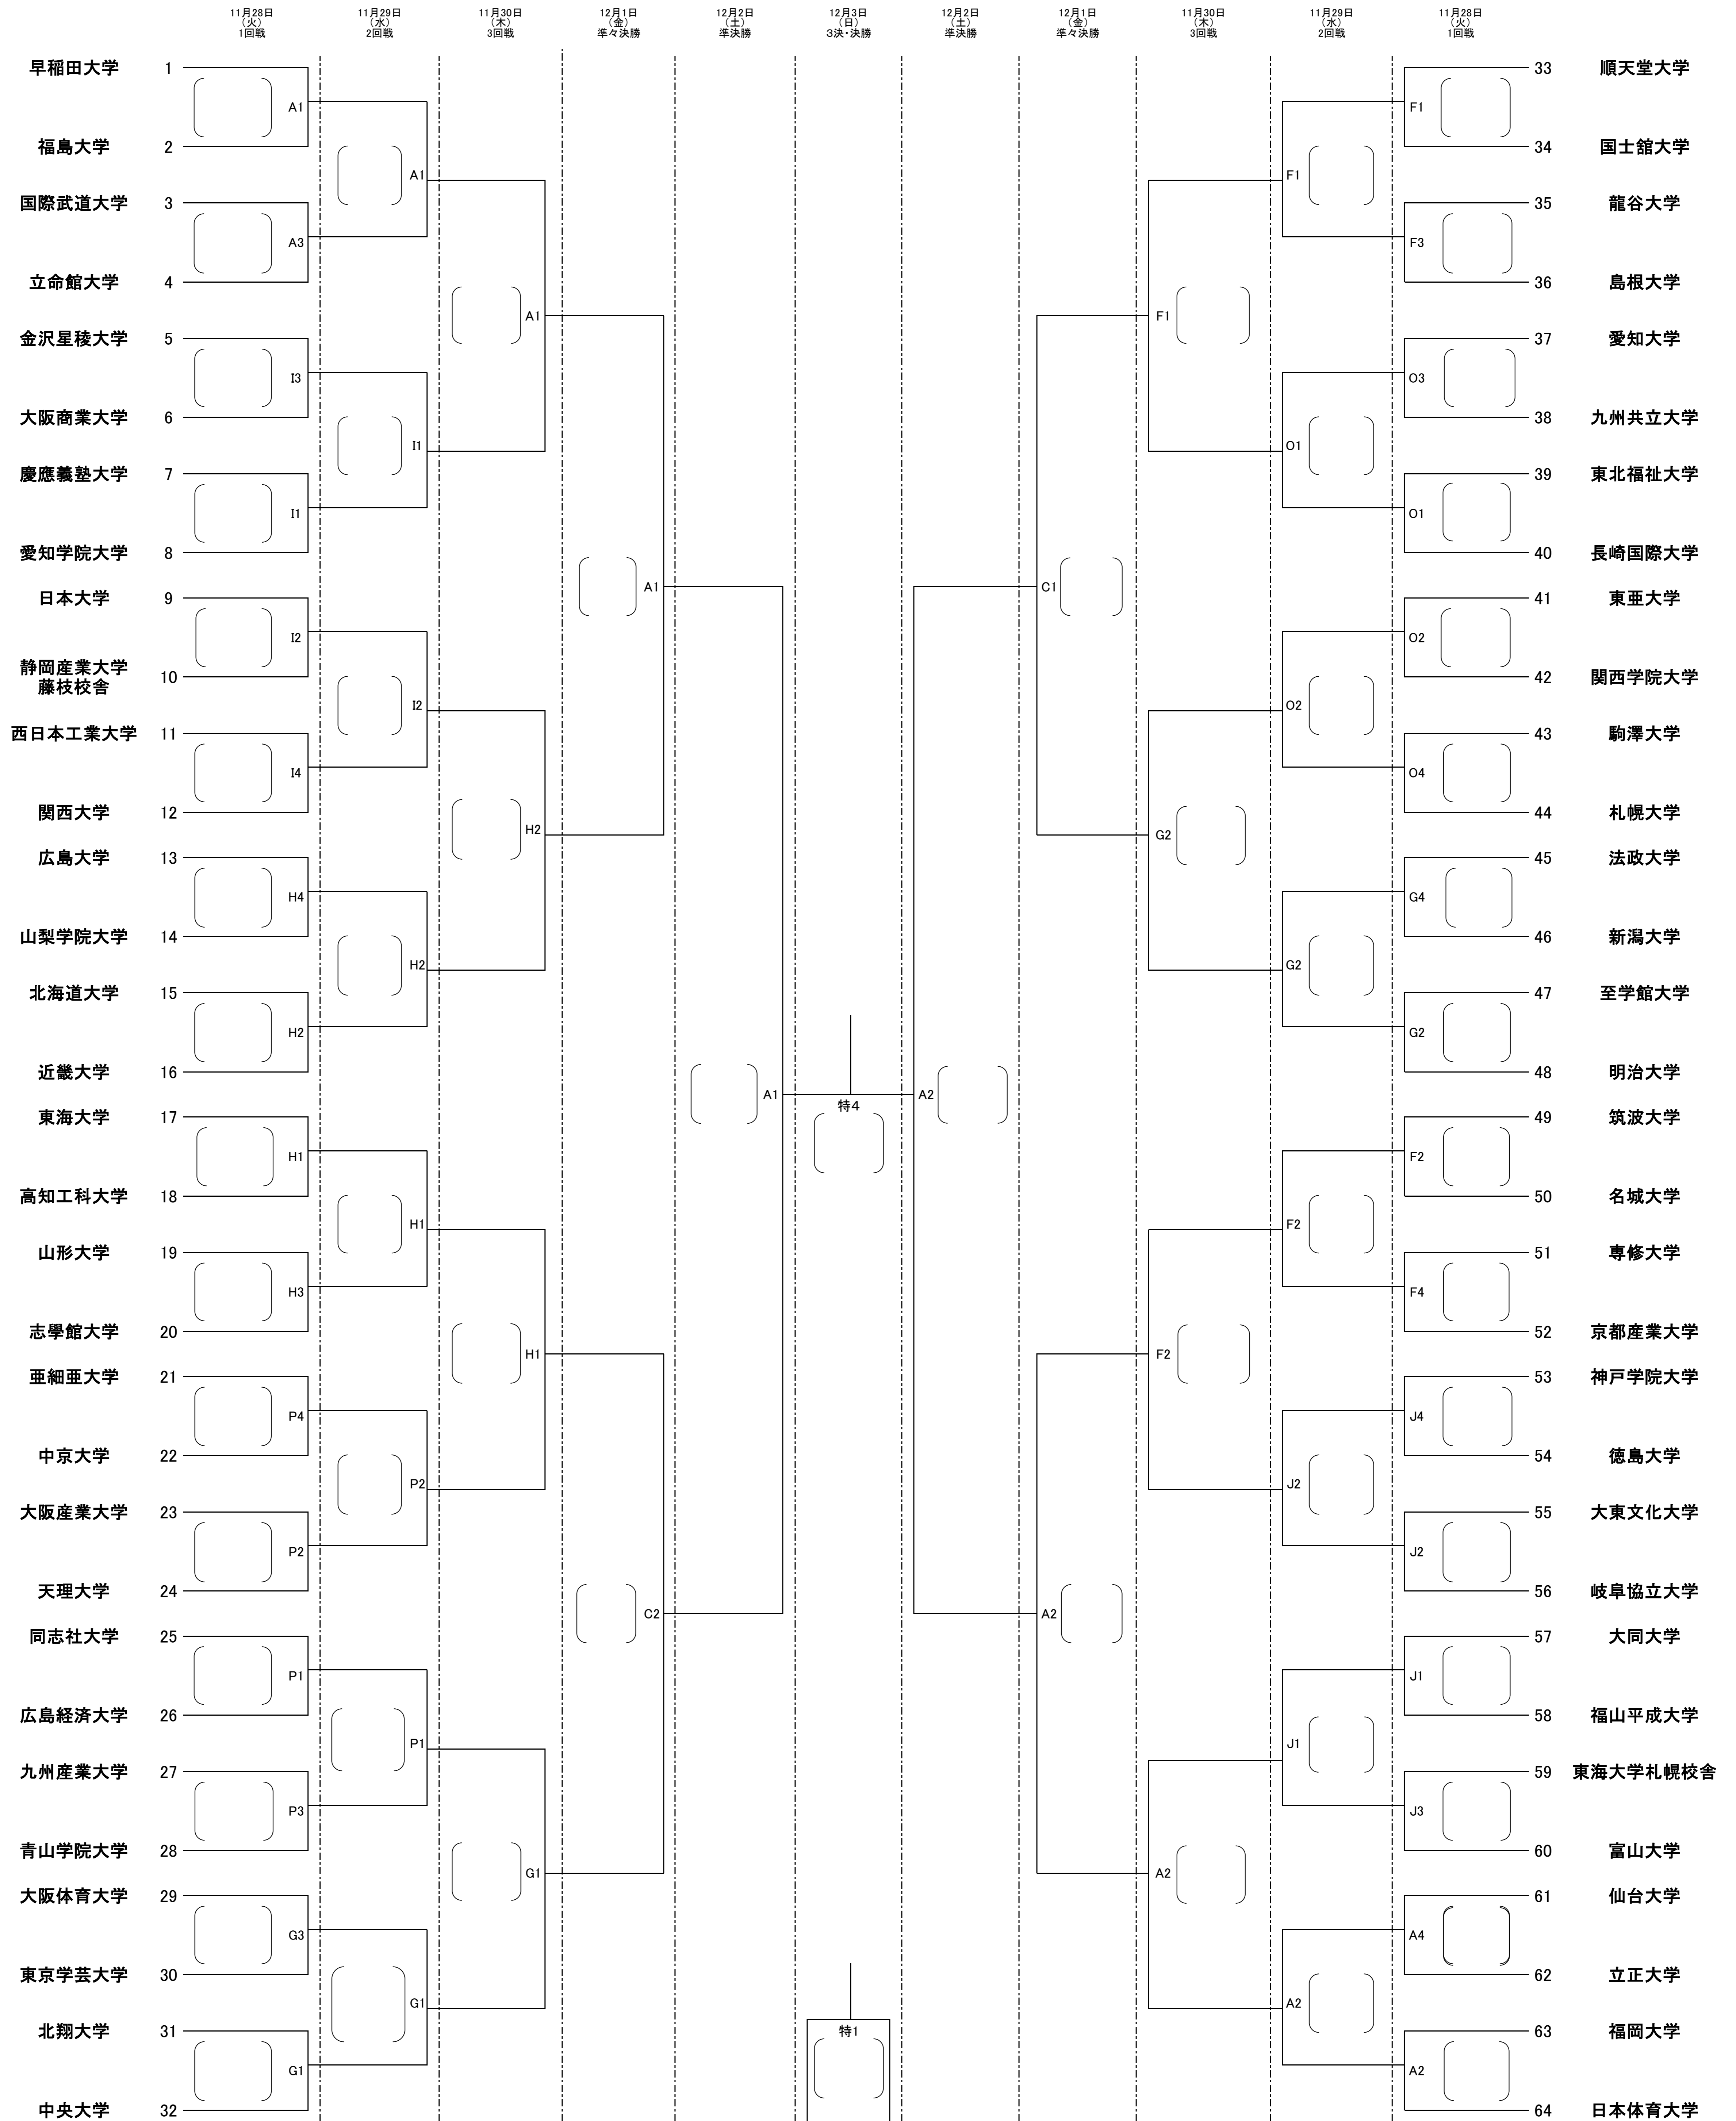 11月28日 11月29日 11月30日 12月1日 12月2日 12月3日 12月2日 12月1日 11月30日 11月29日 11月28日
（火） （水） （木） （金） （土） （日） （土） （金） （木） （水） （火）
1回戦 2回戦 3回戦 準々決勝 準決勝 3決・決勝 準決勝 準々決勝 3回戦 2回戦 1回戦
早稲田大学 1 33 順天堂大学
A1 F1
福島大学 2 34 国士舘大学
A1 F1
国際武道大学 3 35 龍谷大学
A3 F3
立命館大学 4 36 島根大学
A1 F1
金沢星稜大学 5 37 愛知大学
I3 O3
大阪商業大学 6 38 九州共立大学
I1 O1
慶應義塾大学 7 39 東北福祉大学
I1 O1
愛知学院大学 8 40 長崎国際大学
A1 C1
日本大学 9 41 東亜大学
I2 O2
静岡産業大学
藤枝校舎 10 42 関西学院大学
I2 O2
西日本工業大学 11 43 駒澤大学
I4 O4
関西大学 12 44 札幌大学
H2 G2
広島大学 13 45 法政大学
H4 G4
山梨学院大学 14 46 新潟大学
H2 G2
北海道大学 15 47 至学館大学
H2 G2
近畿大学 16 48 明治大学
A1 特4 A2
東海大学 17 49 筑波大学
H1 F2
高知工科大学 18 50 名城大学
H1 F2
山形大学 19 51 専修大学
H3 F4
志學館大学 20 52 京都産業大学
H1 F2
亜細亜大学 21 53 神戸学院大学
P4 J4
中京大学 22 54 徳島大学
P2 J2
大阪産業大学 23 55 大東文化大学
P2 J2
天理大学 24 56 岐阜協立大学
C2 A2
同志社大学 25 57 大同大学
P1 J1
広島経済大学 26 58 福山平成大学
P1 J1
九州産業大学 27 59 東海大学札幌校舎
P3 J3
青山学院大学 28 60 富山大学
G1 A2
大阪体育大学 29 61 仙台大学
G3 A4
東京学芸大学 30 62 立正大学
G1 A2
北翔大学 31 特1 63 福岡大学
G1 A2
中央大学 32 64 日本体育大学